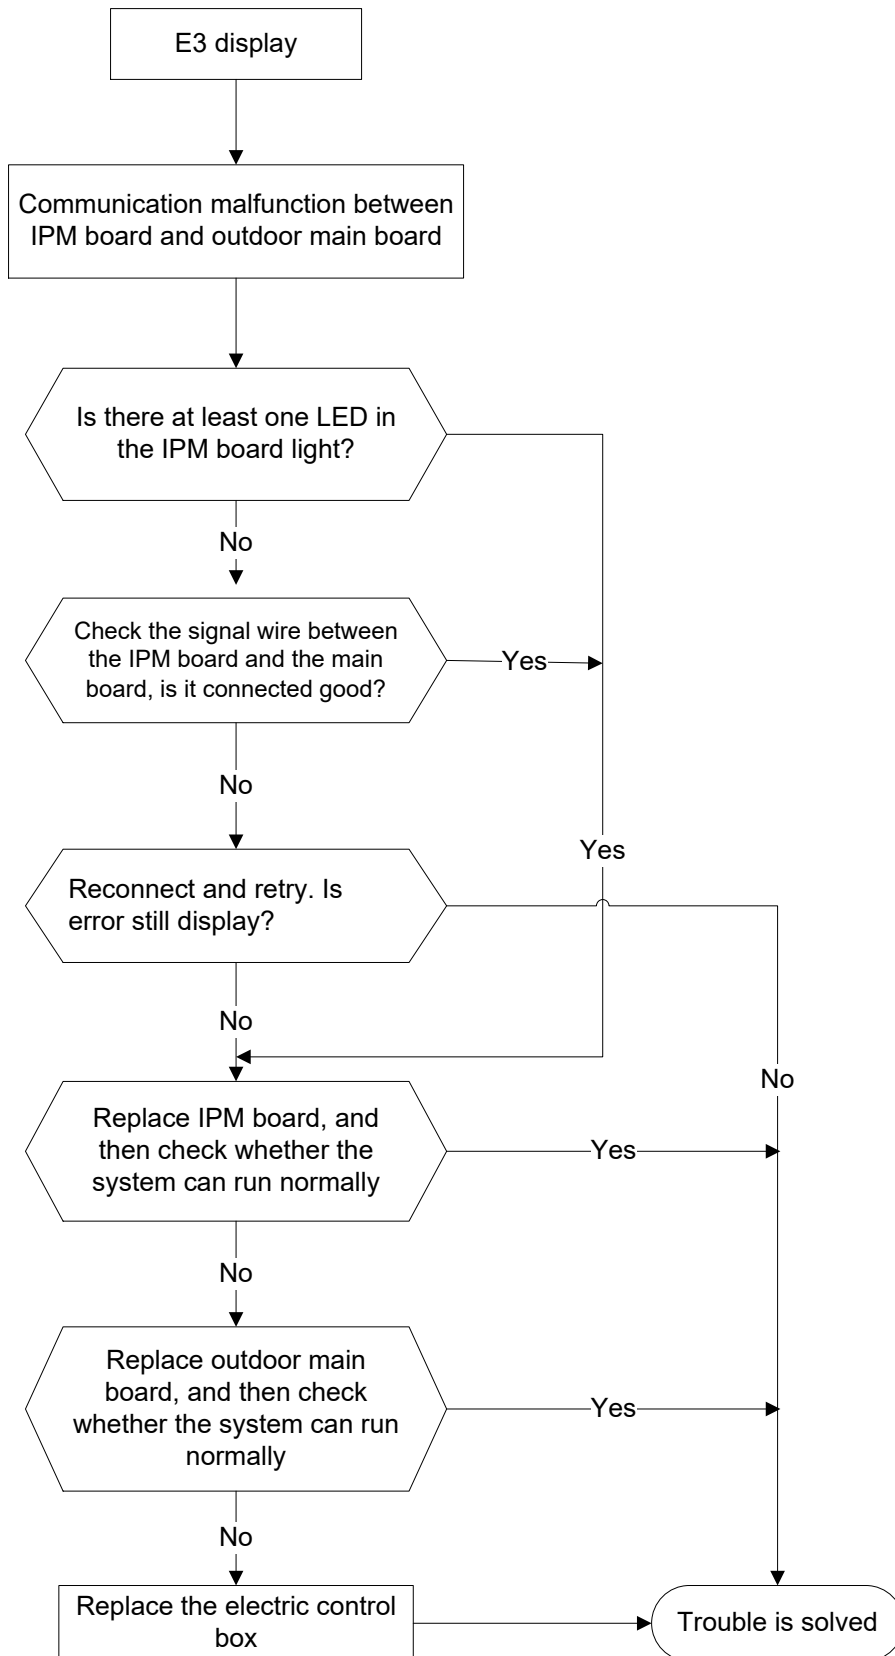 E3 display
Communication malfunction between
IPM board and outdoor main board
Is there at least one LED in
the IPM board light?
No
Check the signal wire between
the IPM board and the main
board, is it connected good?
Yes
No
Yes
Reconnect and retry. Is
error still display?
No
No
Replace IPM board, and
then check whether the
system can run normally
Yes
No
Replace outdoor main
board, and then check
whether the system can run
normally
Yes
No
Replace the electric control
box
Trouble is solved